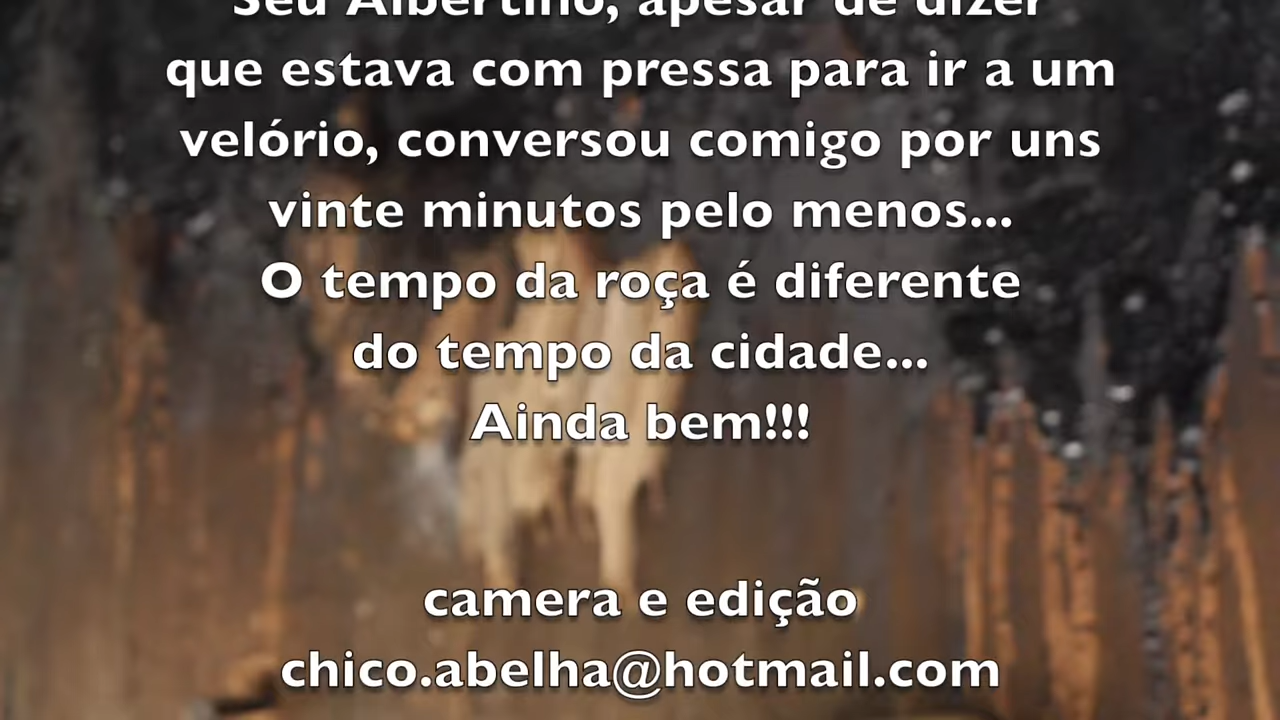 Seu Albertino, apesar de dizer
que estava com pressa para ir a um
velório, conversou comigo por uns
vinte minutos pelo menos...
O tempo da roça é diferente
do tempo da cidade...
Ainda bem!!!
camera e edição
chico.abelha@hotmail.com